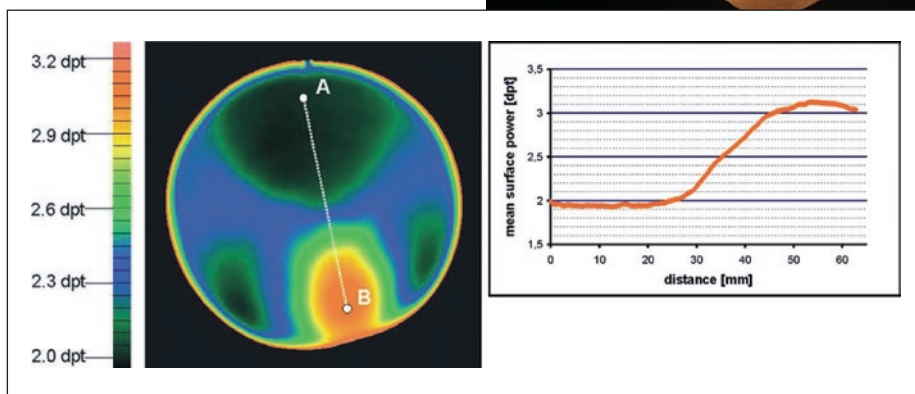 3.2 dpt
2.9 dpt
2.6 dpt
2.3 dpt
2.0 dpt
A
B
mean surface power [dpt]
3,5
3
2,5
2
1,5
0 10 20 30 40 50 60
distance [mm]